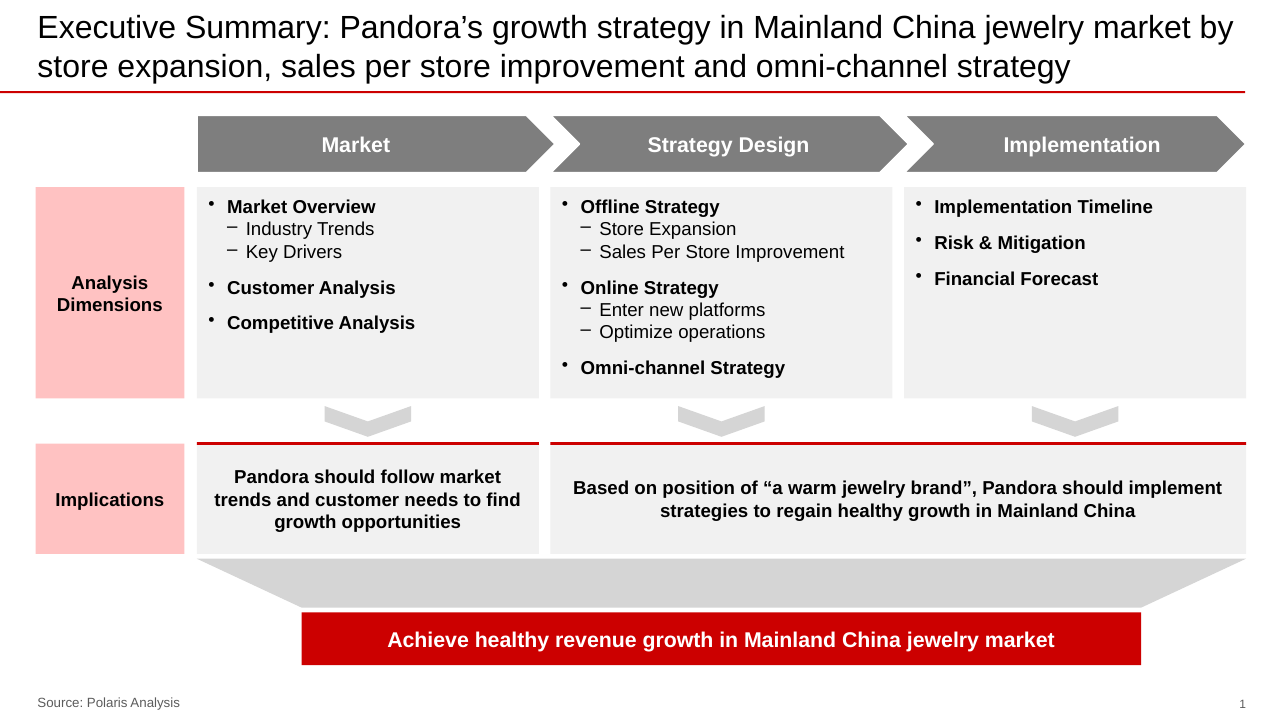 Executive Summary: Pandora’s growth strategy in Mainland China jewelry market by
store expansion, sales per store improvement and omni-channel strategy
Market
Strategy Design
Implementation
Analysis
Dimensions
• Market Overview
– Industry Trends
– Key Drivers
• Customer Analysis
• Competitive Analysis
• Offline Strategy
– Store Expansion
– Sales Per Store Improvement
• Online Strategy
– Enter new platforms
– Optimize operations
• Omni-channel Strategy
• Implementation Timeline
• Risk & Mitigation
• Financial Forecast
Implications
Pandora should follow market
trends and customer needs to find
growth opportunities
Based on position of “a warm jewelry brand”, Pandora should implement
strategies to regain healthy growth in Mainland China
Achieve healthy revenue growth in Mainland China jewelry market
Source: Polaris Analysis
1